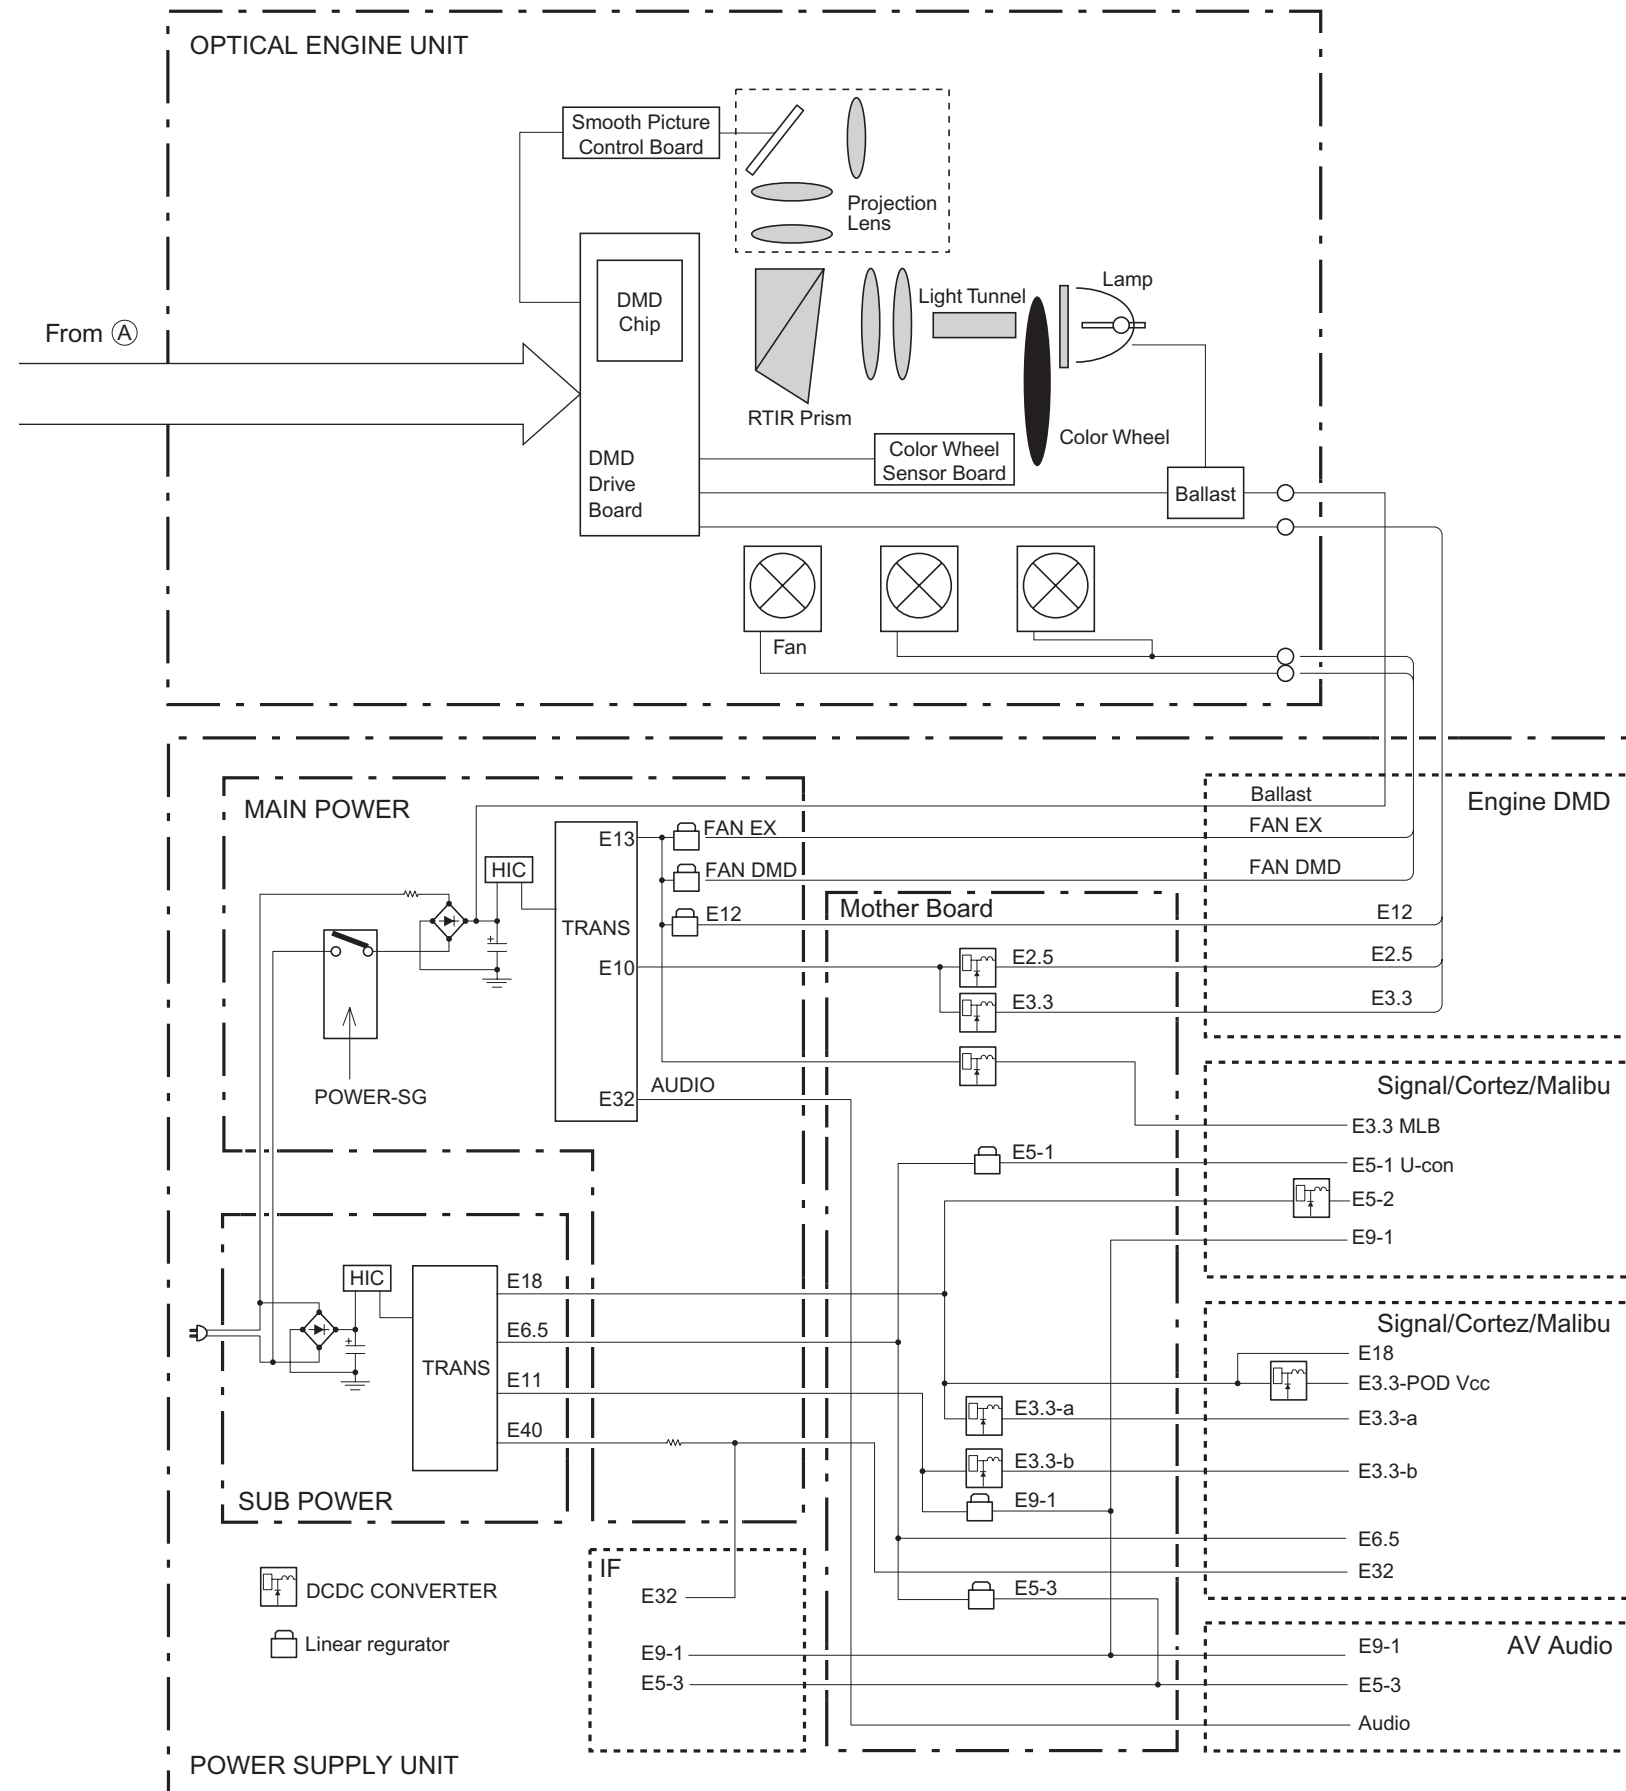 OPTICAL ENGINE UNIT
Smooth Picture
Control Board
Projection
Lens
DMD
Chip
Light Tunnel
Lamp
From Ⓐ
RTIR Prism
Color Wheel
Color Wheel
Sensor Board
DMD
Drive
Board
Ballast
Fan
MAIN POWER
Ballast
Engine DMD
E13
FAN EX
FAN EX
HIC
FAN DMD
FAN DMD
E12
Mother Board
E12
TRANS
E10
E2.5
E2.5
E3.3
E3.3
POWER-SG
E32
AUDIO
Signal/Cortez/Malibu
E3.3 MLB
E5-1
E5-1 U-con
E5-2
E9-1
HIC
E18
E6.5
TRANS
E11
E40
Signal/Cortez/Malibu
E18
E3.3-POD Vcc
E3.3-a
E3.3-a
E3.3-b
E3.3-b
E9-1
SUB POWER
E6.5
E32
IF
E32
E5-3
DCDC CONVERTER
Linear regurator
E9-1
E5-3
AV Audio
E9-1
E5-3
Audio
POWER SUPPLY UNIT